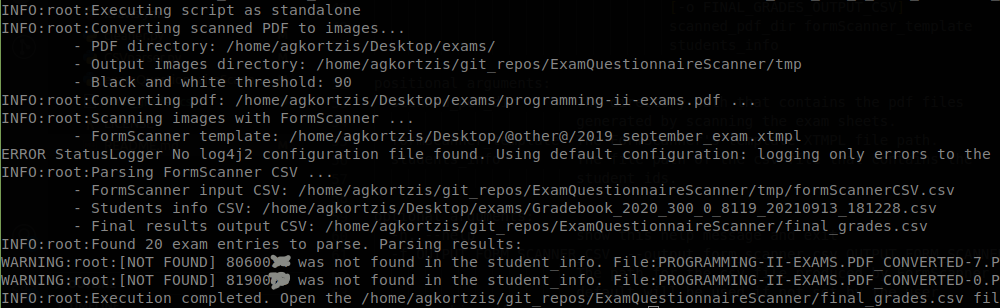 INFO:root:Executing script as standalone
INFO:root:Converting scanned PDF to images...
- PDF directory: /home/agkortzis/Desktop/exams/
- Output images directory: /home/agkortzis/git_repos/ExamQuestionnaireScanner/tmp
- Black and white threshold: 90
INFO:root:Converting pdf: /home/agkortzis/Desktop/exams/programming-ii-exams.pdf ...
INFO:root:Scanning images with FormScanner ...
- FormScanner template: /home/agkortzis/Desktop/@other@/2019_september_exam.xtmpl
ERROR StatusLogger No log4j2 configuration file found. Using default configuration: logging only errors to the
INFO:root:Parsing FormScanner CSV ...
- FormScanner input CSV: /home/agkortzis/git_repos/ExamQuestionnaireScanner/tmp/formScannerCSV.csv
- Students info CSV: /home/agkortzis/Desktop/exams/Gradebook_2020_300_0_8119_20210913_181228.csv
- Final results output CSV: /home/agkortzis/git_repos/ExamQuestionnaireScanner/final_grades.csv
INFO:root:Found 20 exam entries to parse. Parsing results:
WARNING:root:[NOT FOUND] 80600 was not found in the student_info. File:PROGRAMMING-II-EXAMS.PDF_CONVERTED-7.P
WARNING:root:[NOT FOUND] 81900 was not found in the student_info. File:PROGRAMMING-II-EXAMS.PDF_CONVERTED-0.P
INFO:root:Execution completed. Open the /home/agkortzis/git_repos/ExamQuestionnaireScanner/final_grades.csv fi